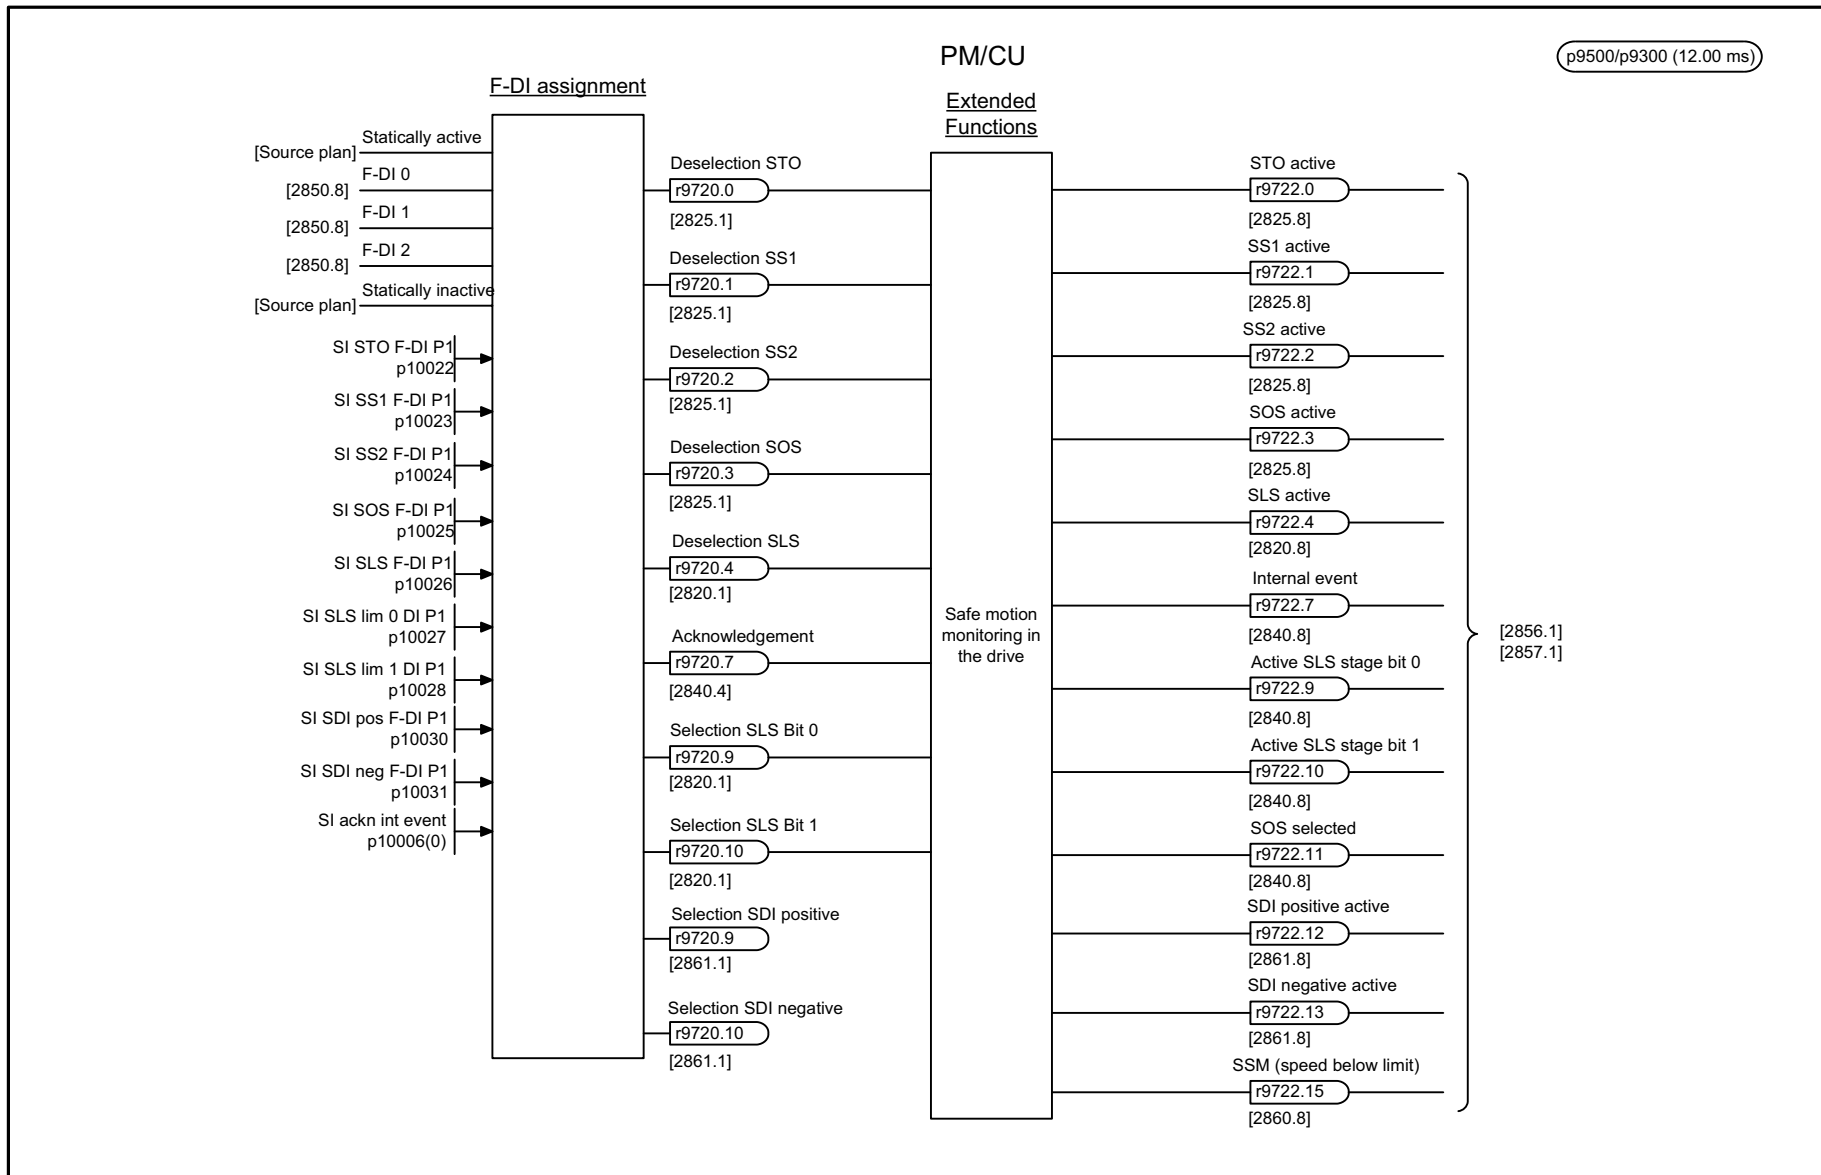 PM/CU
p9500/p9300 (12.00 ms)
F-DI assignment
Extended
Functions
Statically active
[Source plan]
F-DI 0
[2850.8]
F-DI 1
[2850.8]
F-DI 2
[2850.8]
Statically inactive
[Source plan]
SI STO F-DI P1
p10022
SI SS1 F-DI P1
p10023
SI SS2 F-DI P1
p10024
SI SOS F-DI P1
p10025
SI SLS F-DI P1
p10026
SI SLS lim 0 DI P1
p10027
SI SLS lim 1 DI P1
p10028
SI SDI pos F-DI P1
p10030
SI SDI neg F-DI P1
p10031
SI ackn int event
p10006(0)
Deselection STO
r9720.0
[2825.1]
Deselection SS1
r9720.1
[2825.1]
Deselection SS2
r9720.2
[2825.1]
Deselection SOS
r9720.3
[2825.1]
Deselection SLS
r9720.4
[2820.1]
Acknowledgement
r9720.7
[2840.4]
Selection SLS Bit 0
r9720.9
[2820.1]
Selection SLS Bit 1
r9720.10
[2820.1]
Selection SDI positive
r9720.9
[2861.1]
Selection SDI negative
r9720.10
[2861.1]
Safe motion
monitoring in
the drive
STO active
r9722.0
[2825.8]
SS1 active
r9722.1
[2825.8]
SS2 active
r9722.2
[2825.8]
SOS active
r9722.3
[2825.8]
SLS active
r9722.4
[2820.8]
Internal event
r9722.7
[2840.8]
Active SLS stage bit 0
r9722.9
[2840.8]
Active SLS stage bit 1
r9722.10
[2840.8]
SOS selected
r9722.11
[2840.8]
SDI positive active
r9722.12
[2861.8]
SDI negative active
r9722.13
[2861.8]
SSM (speed below limit)
r9722.15
[2860.8]
[2856.1]
[2857.1]